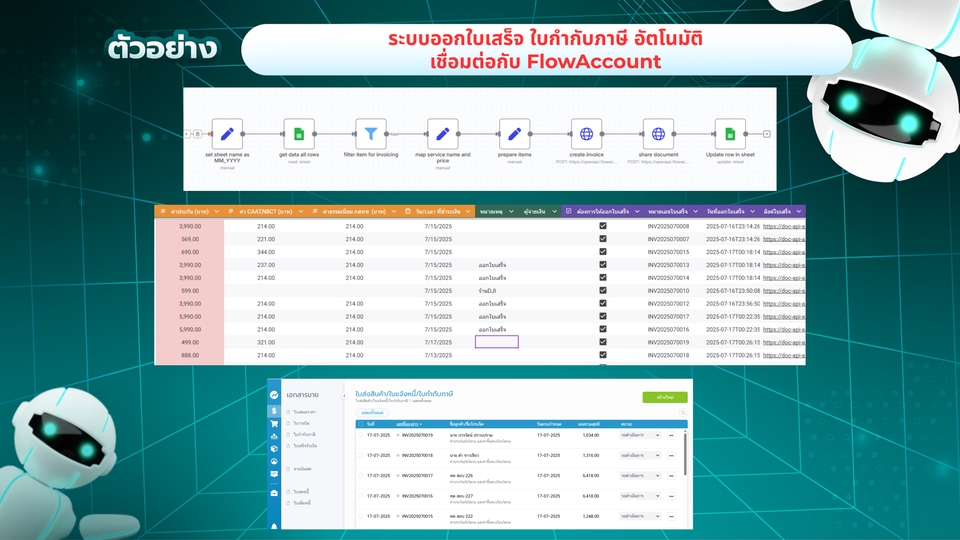 ตัวอย่าง
ระบบออกใบเสร็จ ใบกำกับภาษี อัตโนมัติ
เชื่อมต่อกับ FlowAccount
set sheet name as MM_YYYY
manual
get data all rows
read: sheet
filter item for invoicing
map service name and price
manual
prepare items
manual
create invoice
POST: https://openapi.flowac...
share document
POST: https://openapi.flowac...
Update row in sheet
update: sheet
ค่าประกัน (บาท) ค่า CAAT,NBCT (บาท) ค่าธรรมเนียม กสทช (บาท) วัน/เวลา ที่ชำระเงิน หมายเหตุ ผู้จ่ายเงิน ต้องการให้ออกใบเสร็จ หมายเลขใบเสร็จ วันที่ออกใบเสร็จ ลิงค์ใบเสร็จ
3,990.00 214.00 214.00 7/15/2025 INV2025070008 2025-07-16T23:14:26 https://doc-api-a
569.00 221.00 214.00 7/15/2025 INV2025070007 2025-07-16T23:14:26 https://doc-api-a
690.00 344.00 214.00 7/15/2025 INV2025070015 2025-07-17T00:18:14 https://doc-api-a
3,990.00 237.00 214.00 7/15/2025 ออกใบเสร็จ INV2025070013 2025-07-17T00:18:14 https://doc-api-a
3,990.00 214.00 214.00 7/15/2025 ออกใบเสร็จ INV2025070014 2025-07-17T00:18:14 https://doc-api-a
599.00 7/15/2025 ร้านDJI INV2025070010 2025-07-16T23:50:08 https://doc-api-a
3,990.00 214.00 214.00 7/15/2025 ออกใบเสร็จ INV2025070012 2025-07-16T23:56:50 https://doc-api-a
5,990.00 214.00 214.00 7/15/2025 ออกใบเสร็จ INV2025070017 2025-07-17T00:22:35 https://doc-api-a
5,990.00 214.00 214.00 7/15/2025 ออกใบเสร็จ INV2025070016 2025-07-17T00:22:35 https://doc-api-a
499.00 321.00 214.00 7/17/2025 INV2025070019 2025-07-17T00:26:15 https://doc-api-a
888.00 214.00 214.00 7/13/2025 INV2025070018 2025-07-17T00:26:15 https://doc-api-a
เอกสารขาย
ใบเสนอราคา
ใบวางบิล
ใบกำกับภาษี
ใบเสร็จรับเงิน
ขายเงินสด
ใบลดหนี้
ใบเพิ่มหนี้
ใบส่งสินค้า/ใบแจ้งหนี้/ใบกำกับภาษี
สร้างใหม่
แสดงทั้งหมด
วันที่ เลขที่เอกสาร ชื่อลูกค้า/ชื่อโปรเจ็ค วันครบกำหนด ยอดรวมสุทธิ สถานะ
17-07-2025 INV2025070019 17-07-2025 1,034.00 รอดำเนินการ
17-07-2025 INV2025070018 17-07-2025 1,316.00 รอดำเนินการ
17-07-2025 INV2025070017 ทด สอบ 226 17-07-2025 6,418.00 รอดำเนินการ
17-07-2025 INV2025070016 ทด สอบ 227 17-07-2025 6,418.00 รอดำเนินการ
17-07-2025 INV2025070015 ทด สอบ 222 17-07-2025 1,248.00 รอดำเนินการ